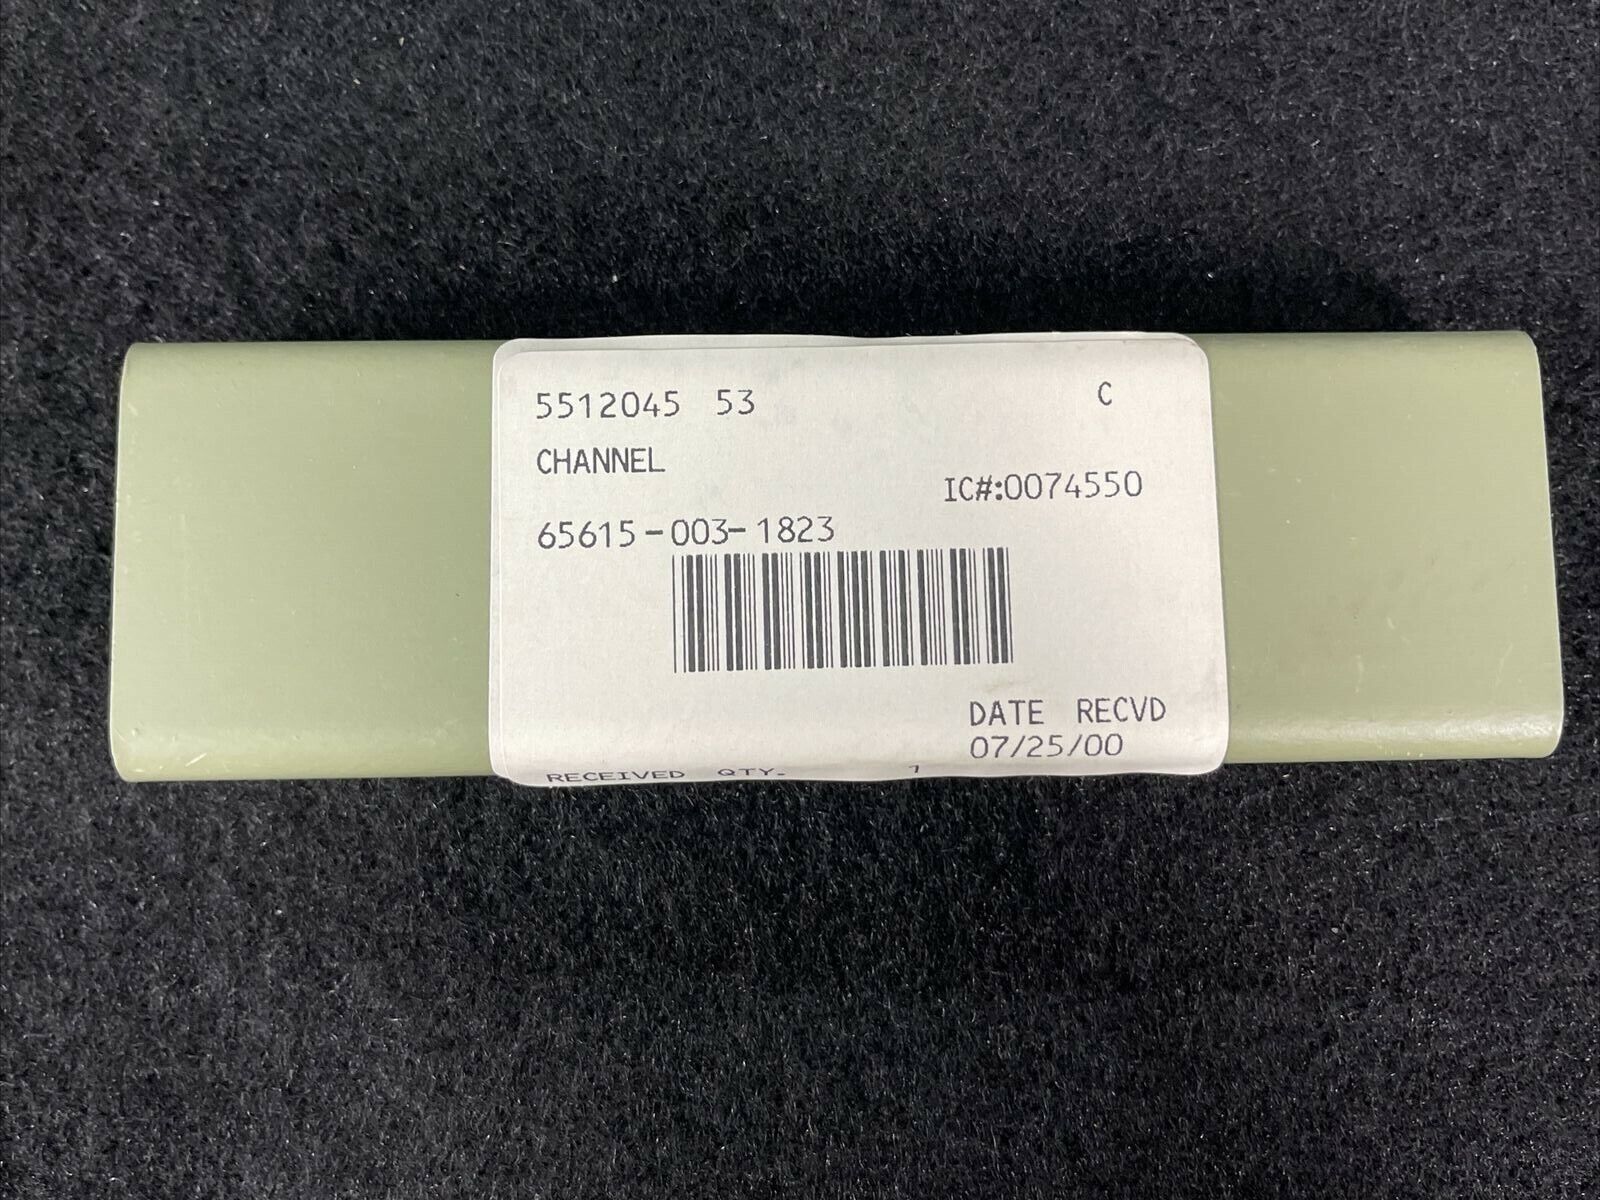 5512045 53 C
CHANNEL
IC#:0074550
65615-003-1823
DATE RECVD
07/25/00
RECEIVED QTY. 1